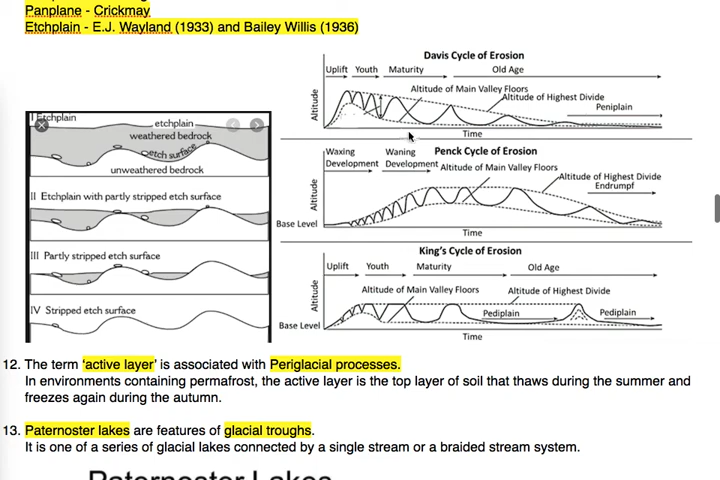 Panplane - Crickmay
Etchplain - E.J. Wayland (1933) and Bailey Willis (1936)
I Etchplain
etchplain
weathered bedrock
etch surface
unweathered bedrock
II Etchplain with partly stripped etch surface
III Partly stripped etch surface
IV Stripped etch surface
Davis Cycle of Erosion
Uplift Youth Maturity Old Age
Altitude of Main Valley Floors
Altitude of Highest Divide
Peniplain
Altitude
Time
Penck Cycle of Erosion
Waxing Development
Waning Development
Altitude of Main Valley Floors
Altitude of Highest Divide
Endrumpf
Altitude
Base Level
Time
King's Cycle of Erosion
Uplift Youth Maturity Old Age
Altitude of Main Valley Floors Altitude of Highest Divide
Altitude
Pediplain Pediplain
Base Level
Time
12. The term 'active layer' is associated with Periglacial processes.
In environments containing permafrost, the active layer is the top layer of soil that thaws during the summer and
freezes again during the autumn.
13. Paternoster lakes are features of glacial troughs.
It is one of a series of glacial lakes connected by a single stream or a braided stream system.
Paternoster Lakes